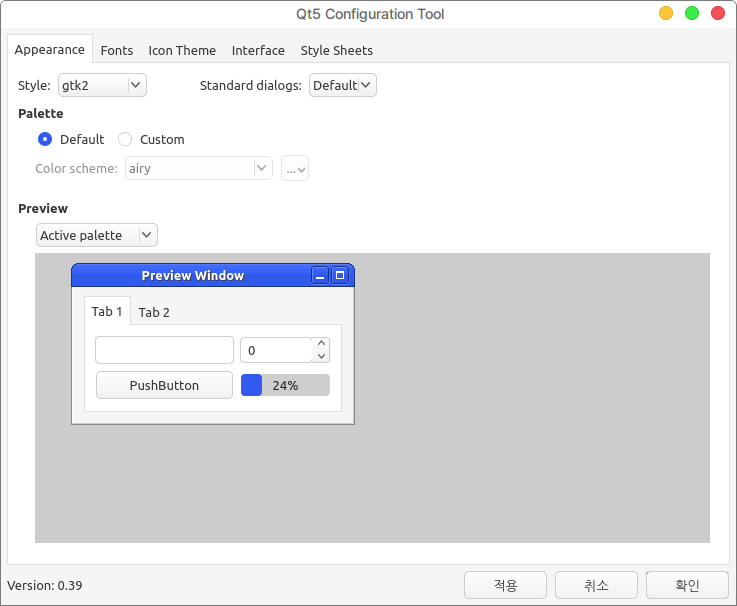 Qt5 Configuration Tool
Appearance Fonts Icon Theme Interface Style Sheets
Style: gtk2 Standard dialogs: Default
Palette
Default Custom
Color scheme: airy ...
Preview
Active palette
Preview Window
Tab 1 Tab 2
0
PushButton 24%
Version: 0.39 적용 취소 확인